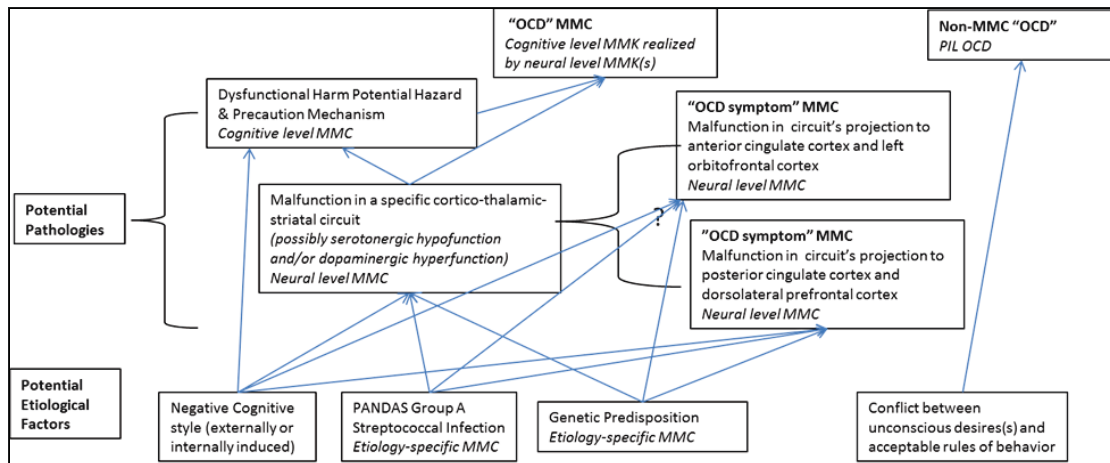 “OCD” MMC
Cognitive level MMK realized
by neural level MMK(s)
Non-MMC “OCD”
PIL OCD
Dysfunctional Harm Potential Hazard
& Precaution Mechanism
Cognitive level MMC
“OCD symptom” MMC
Malfunction in circuit’s projection to
anterior cingulate cortex and left
orbitofrontal cortex
Neural level MMC
Potential
Pathologies
Malfunction in a specific cortico-thalamic-
striatal circuit
(possibly serotonergic hypofunction
and/or dopaminergic hyperfunction)
Neural level MMC
?
"OCD symptom” MMC
Malfunction in circuit’s projection to
posterior cingulate cortex and
dorsolateral prefrontal cortex
Neural level MMC
Potential
Etiological
Factors
Negative Cognitive
style (externally or
internally induced)
PANDAS Group A
Streptococcal Infection
Etiology-specific MMC
Genetic Predisposition
Etiology-specific MMC
Conflict between
unconscious desires(s) and
acceptable rules of behavior